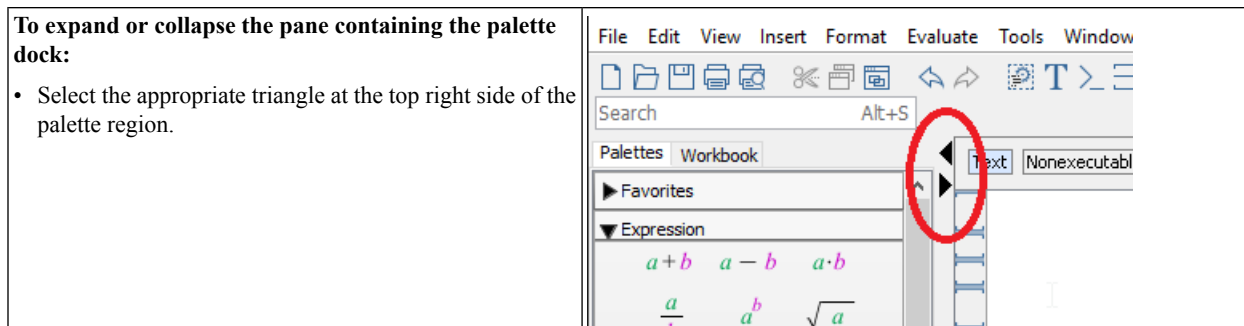 To expand or collapse the pane containing the palette
dock:
• Select the appropriate triangle at the top right side of the
palette region.
File Edit View Insert Format Evaluate Tools Window
Search Alt+S
Palettes Workbook
Text Nonexecutabl
Favorites
Expression
a+b a − b a·b
a a^b √a